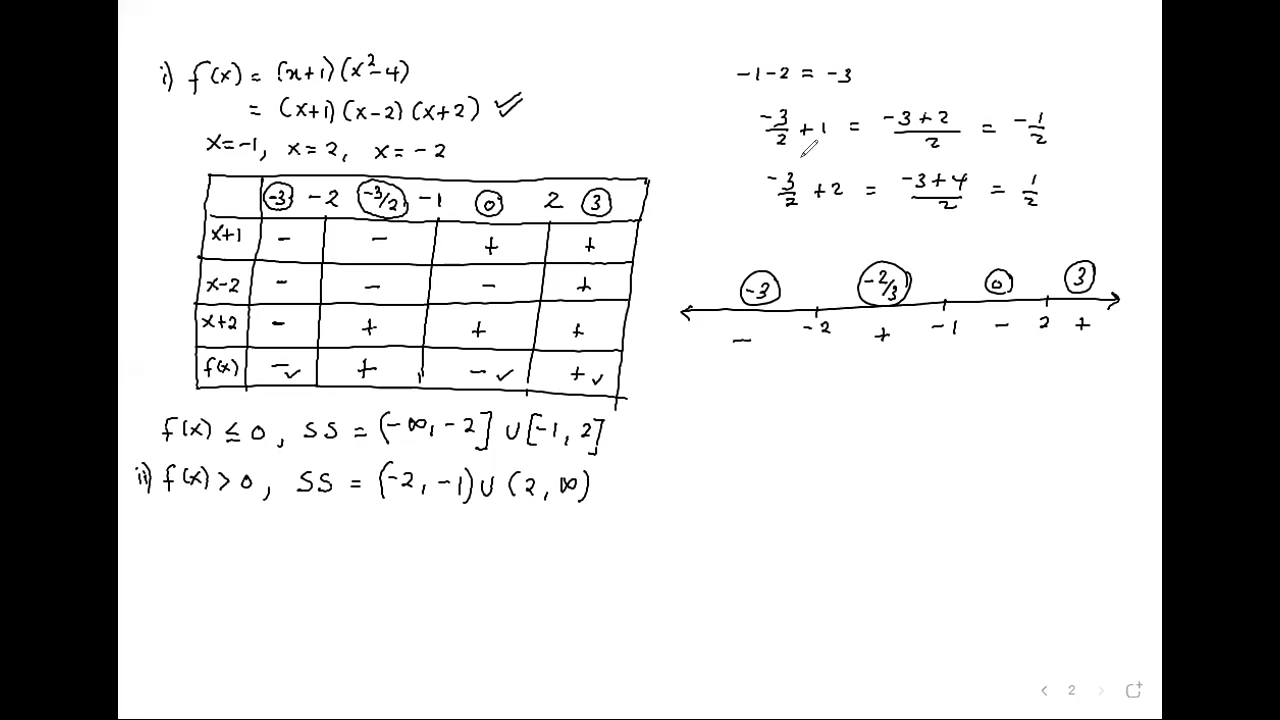 i) f(x) = (x+1)(x²-4)
= (x+1)(x-2)(x+2) ✓
x=-1, x=2, x=-2
-3 -2 -3/2 -1 0 2 3
x+1 - - + +
x-2 - - - +
x+2 - + + +
f(x) -✓ + -✓ +✓
f(x) ≤ 0, SS = (-∞, -2] ∪ [-1, 2]
ii) f(x) > 0, SS = (-2, -1) ∪ (2, ∞)
-1-2 = -3
-3/2 + 1 = (-3+2)/2 = -1/2
-3/2 + 2 = (-3+4)/2 = 1/2
-3 -2/3 0 3
- -2 + -1 - 2 +
2